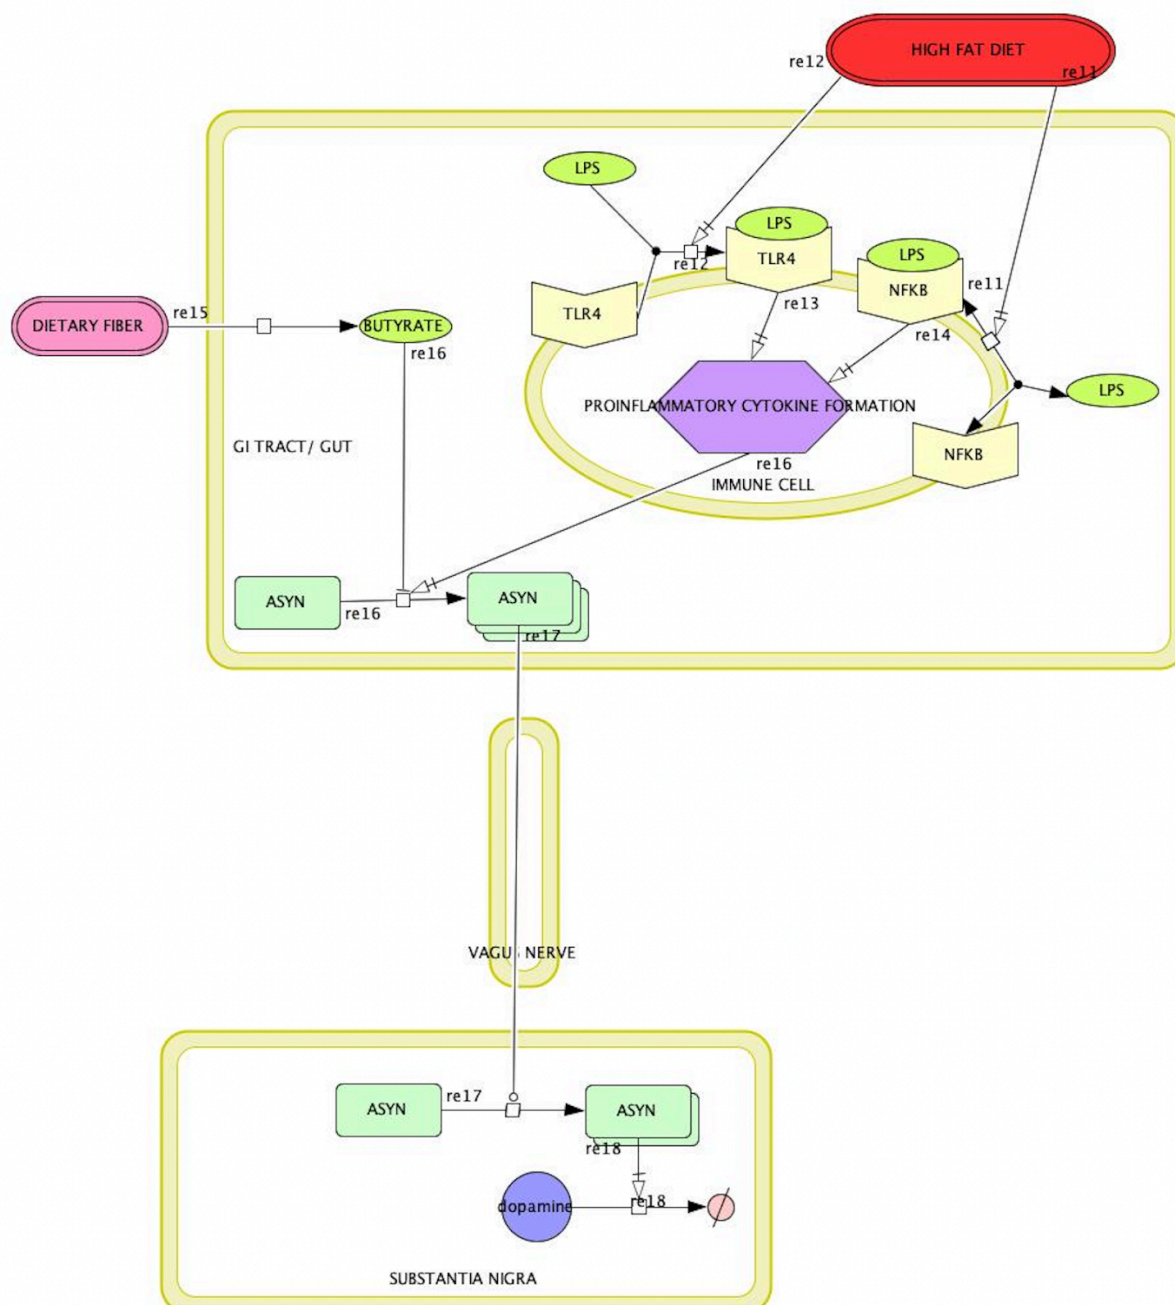 HIGH FAT DIET
re12
re11
LPS
LPS
TLR4
re12
LPS
NFKB
re11
TLR4
re13
re14
DIETARY FIBER
re15
BUTYRATE
re16
LPS
PROINFLAMMATORY CYTOKINE FORMATION
GI TRACT/ GUT
NFKB
re16
IMMUNE CELL
ASYN
re16
ASYN
re17
VAGUS NERVE
ASYN
re17
ASYN
re18
dopamine
re18
SUBSTANTIA NIGRA